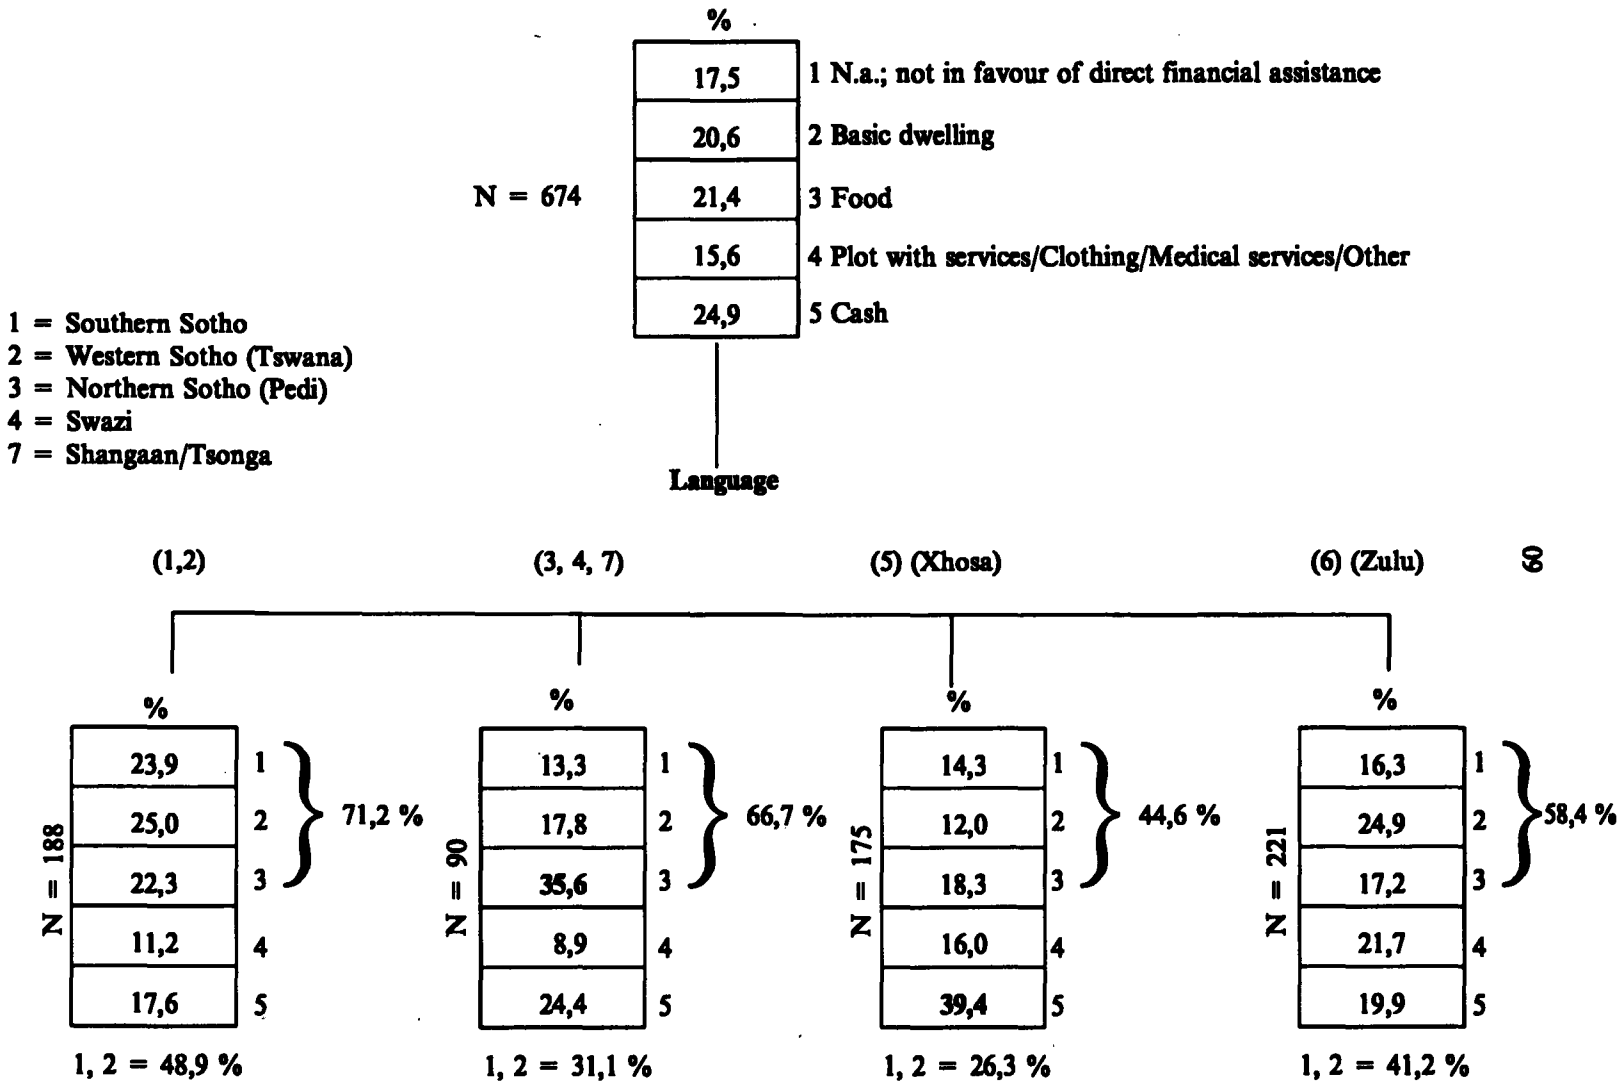 %
17,5 1 N.a.; not in favour of direct financial assistance
20,6 2 Basic dwelling
N = 674 21,4 3 Food
15,6 4 Plot with services/Clothing/Medical services/Other
24,9 5 Cash
1 = Southern Sotho
2 = Western Sotho (Tswana)
3 = Northern Sotho (Pedi)
4 = Swazi
7 = Shangaan/Tsonga
Language
(1,2) (3, 4, 7) (5) (Xhosa) (6) (Zulu) 60
% % % %
23,9 1 13,3 1 14,3 1 16,3 1
25,0 2 71,2 % 17,8 2 66,7 % 12,0 2 44,6 % 24,9 2 58,4 %
N = 188 22,3 3 N = 90 35,6 3 N = 175 18,3 3 N = 221 17,2 3
11,2 4 8,9 4 16,0 4 21,7 4
17,6 5 24,4 5 39,4 5 19,9 5
1, 2 = 48,9 % 1, 2 = 31,1 % 1, 2 = 26,3 % 1, 2 = 41,2 %